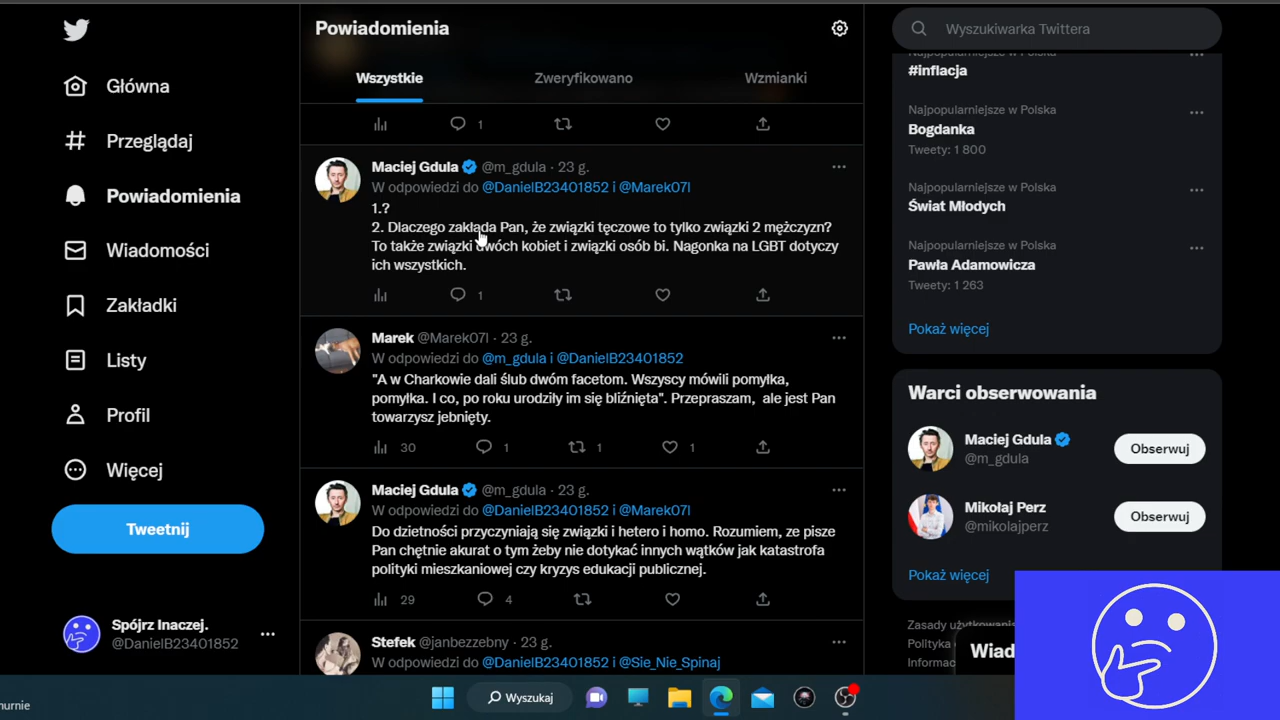 Główna
Przeglądaj
Powiadomienia
Wiadomości
Zakładki
Listy
Profil
Więcej
Tweetnij
Spójrz Inaczej.
@DanielB23401852
Powiadomienia
Wszystkie
Zweryfikowano
Wzmianki
1
Maciej Gdula @m_gdula · 23 g.
W odpowiedzi do @DanielB23401852 i @Marek07l
1.?
2. Dlaczego zakłada Pan, że związki tęczowe to tylko związki 2 mężczyzn?
To także związki dwóch kobiet i związki osób bi. Nagonka na LGBT dotyczy
ich wszystkich.
1
Marek @Marek07l · 23 g.
W odpowiedzi do @m_gdula i @DanielB23401852
"A w Charkowie dali ślub dwóm facetom. Wszyscy mówili pomyłka,
pomyłka. I co, po roku urodziły im się bliźnięta". Przepraszam, ale jest Pan
towarzysz jebnięty.
30 1 1 1
Maciej Gdula @m_gdula · 23 g.
W odpowiedzi do @DanielB23401852 i @Marek07l
Do dzietności przyczyniają się związki i hetero i homo. Rozumiem, ze pisze
Pan chętnie akurat o tym żeby nie dotykać innych wątków jak katastrofa
polityki mieszkaniowej czy kryzys edukacji publicznej.
29 4
Stefek @janbezzebny · 23 g.
W odpowiedzi do @DanielB23401852 i @Sie_Nie_Spinaj
Wyszukiwarka Twittera
Najpopularniejsze w Polska
#inflacja
Najpopularniejsze w Polska
Bogdanka
Tweety: 1 800
Najpopularniejsze w Polska
Świat Młodych
Najpopularniejsze w Polska
Pawła Adamowicza
Tweety: 1 263
Pokaż więcej
Warci obserwowania
Maciej Gdula
@m_gdula
Obserwuj
Mikołaj Perz
@mikolajperz
Obserwuj
Pokaż więcej
Zasady użytkowania
Polityka
Informac
Wiad
Wyszukaj